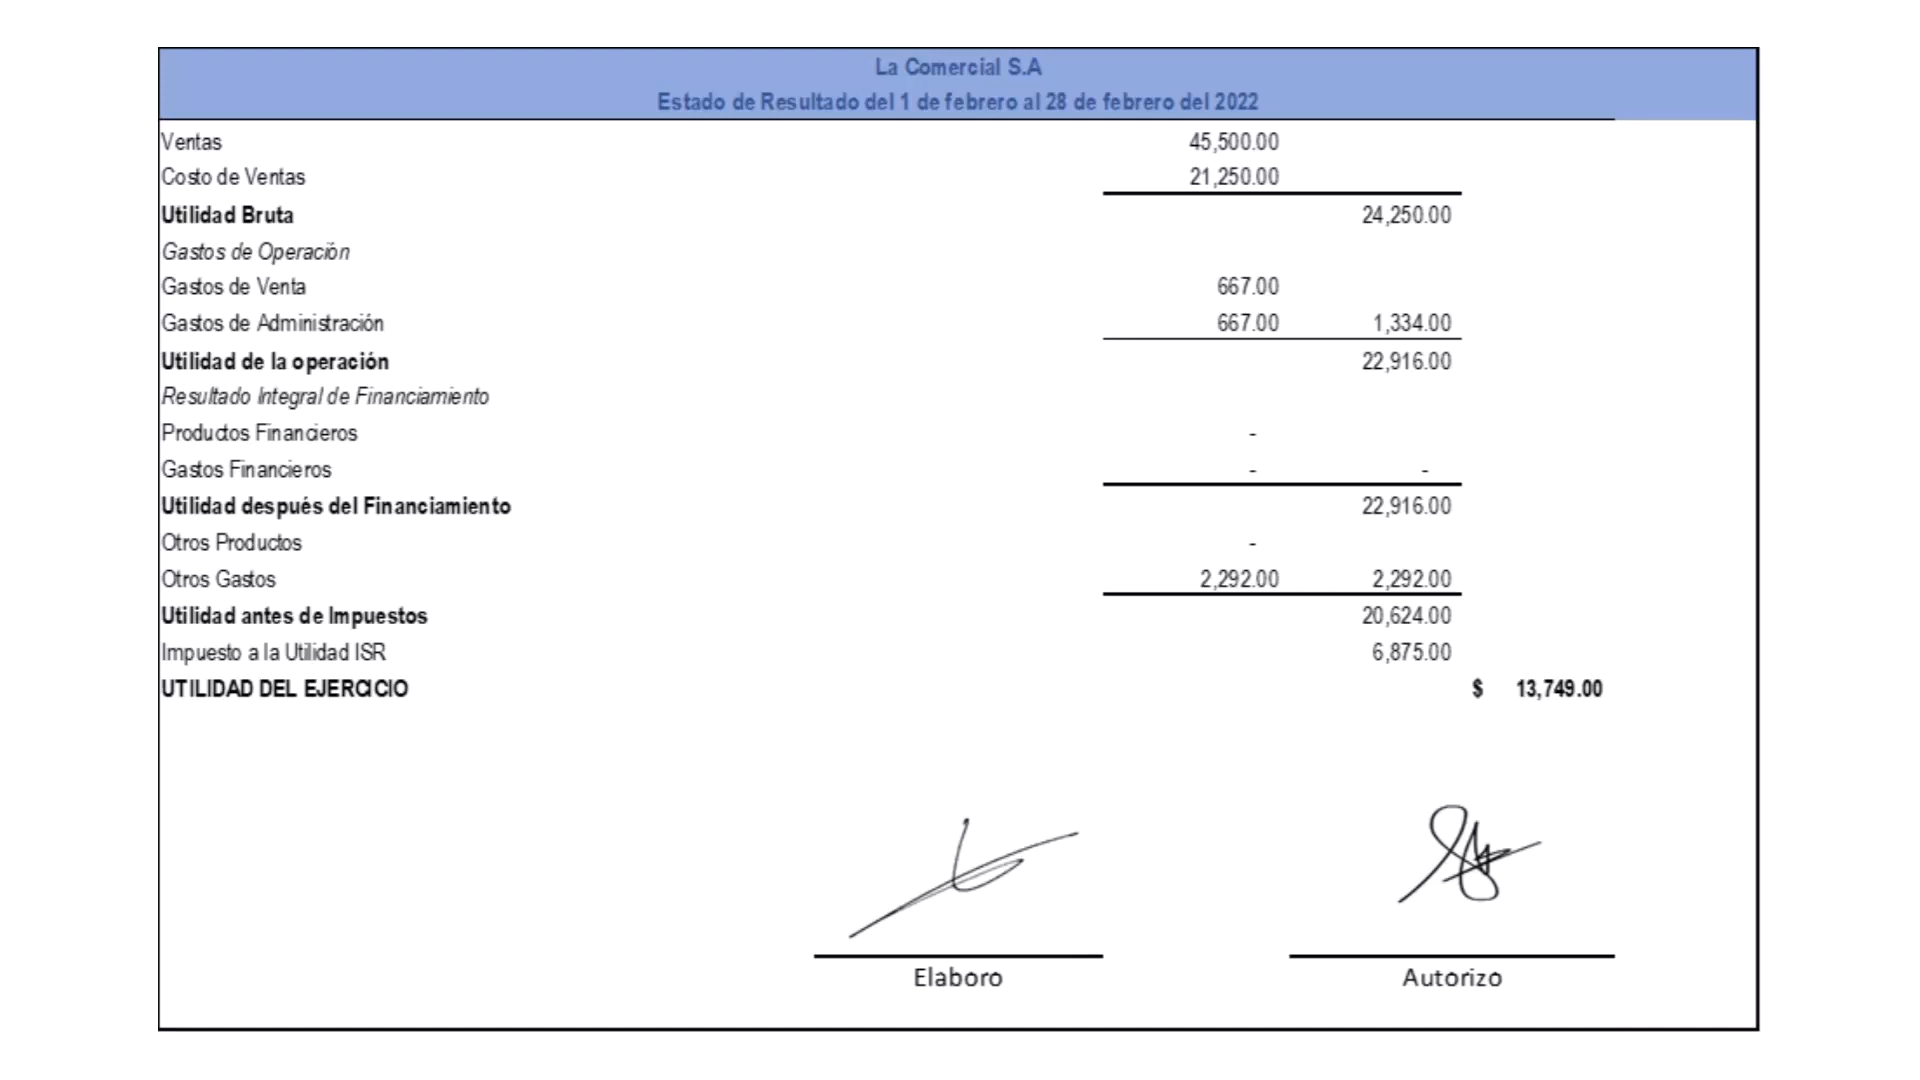 La Comercial S.A
Estado de Resultado del 1 de febrero al 28 de febrero del 2022
Ventas 45,500.00
Costo de Ventas 21,250.00
Utilidad Bruta 24,250.00
Gastos de Operación
Gastos de Venta 667.00
Gastos de Administración 667.00 1,334.00
Utilidad de la operación 22,916.00
Resultado Integral de Financiamiento
Productos Financieros -
Gastos Financieros - -
Utilidad después del Financiamiento 22,916.00
Otros Productos -
Otros Gastos 2,292.00 2,292.00
Utilidad antes de Impuestos 20,624.00
Impuesto a la Utilidad ISR 6,875.00
UTILIDAD DEL EJERCICIO $ 13,749.00
Elaboro Autorizo